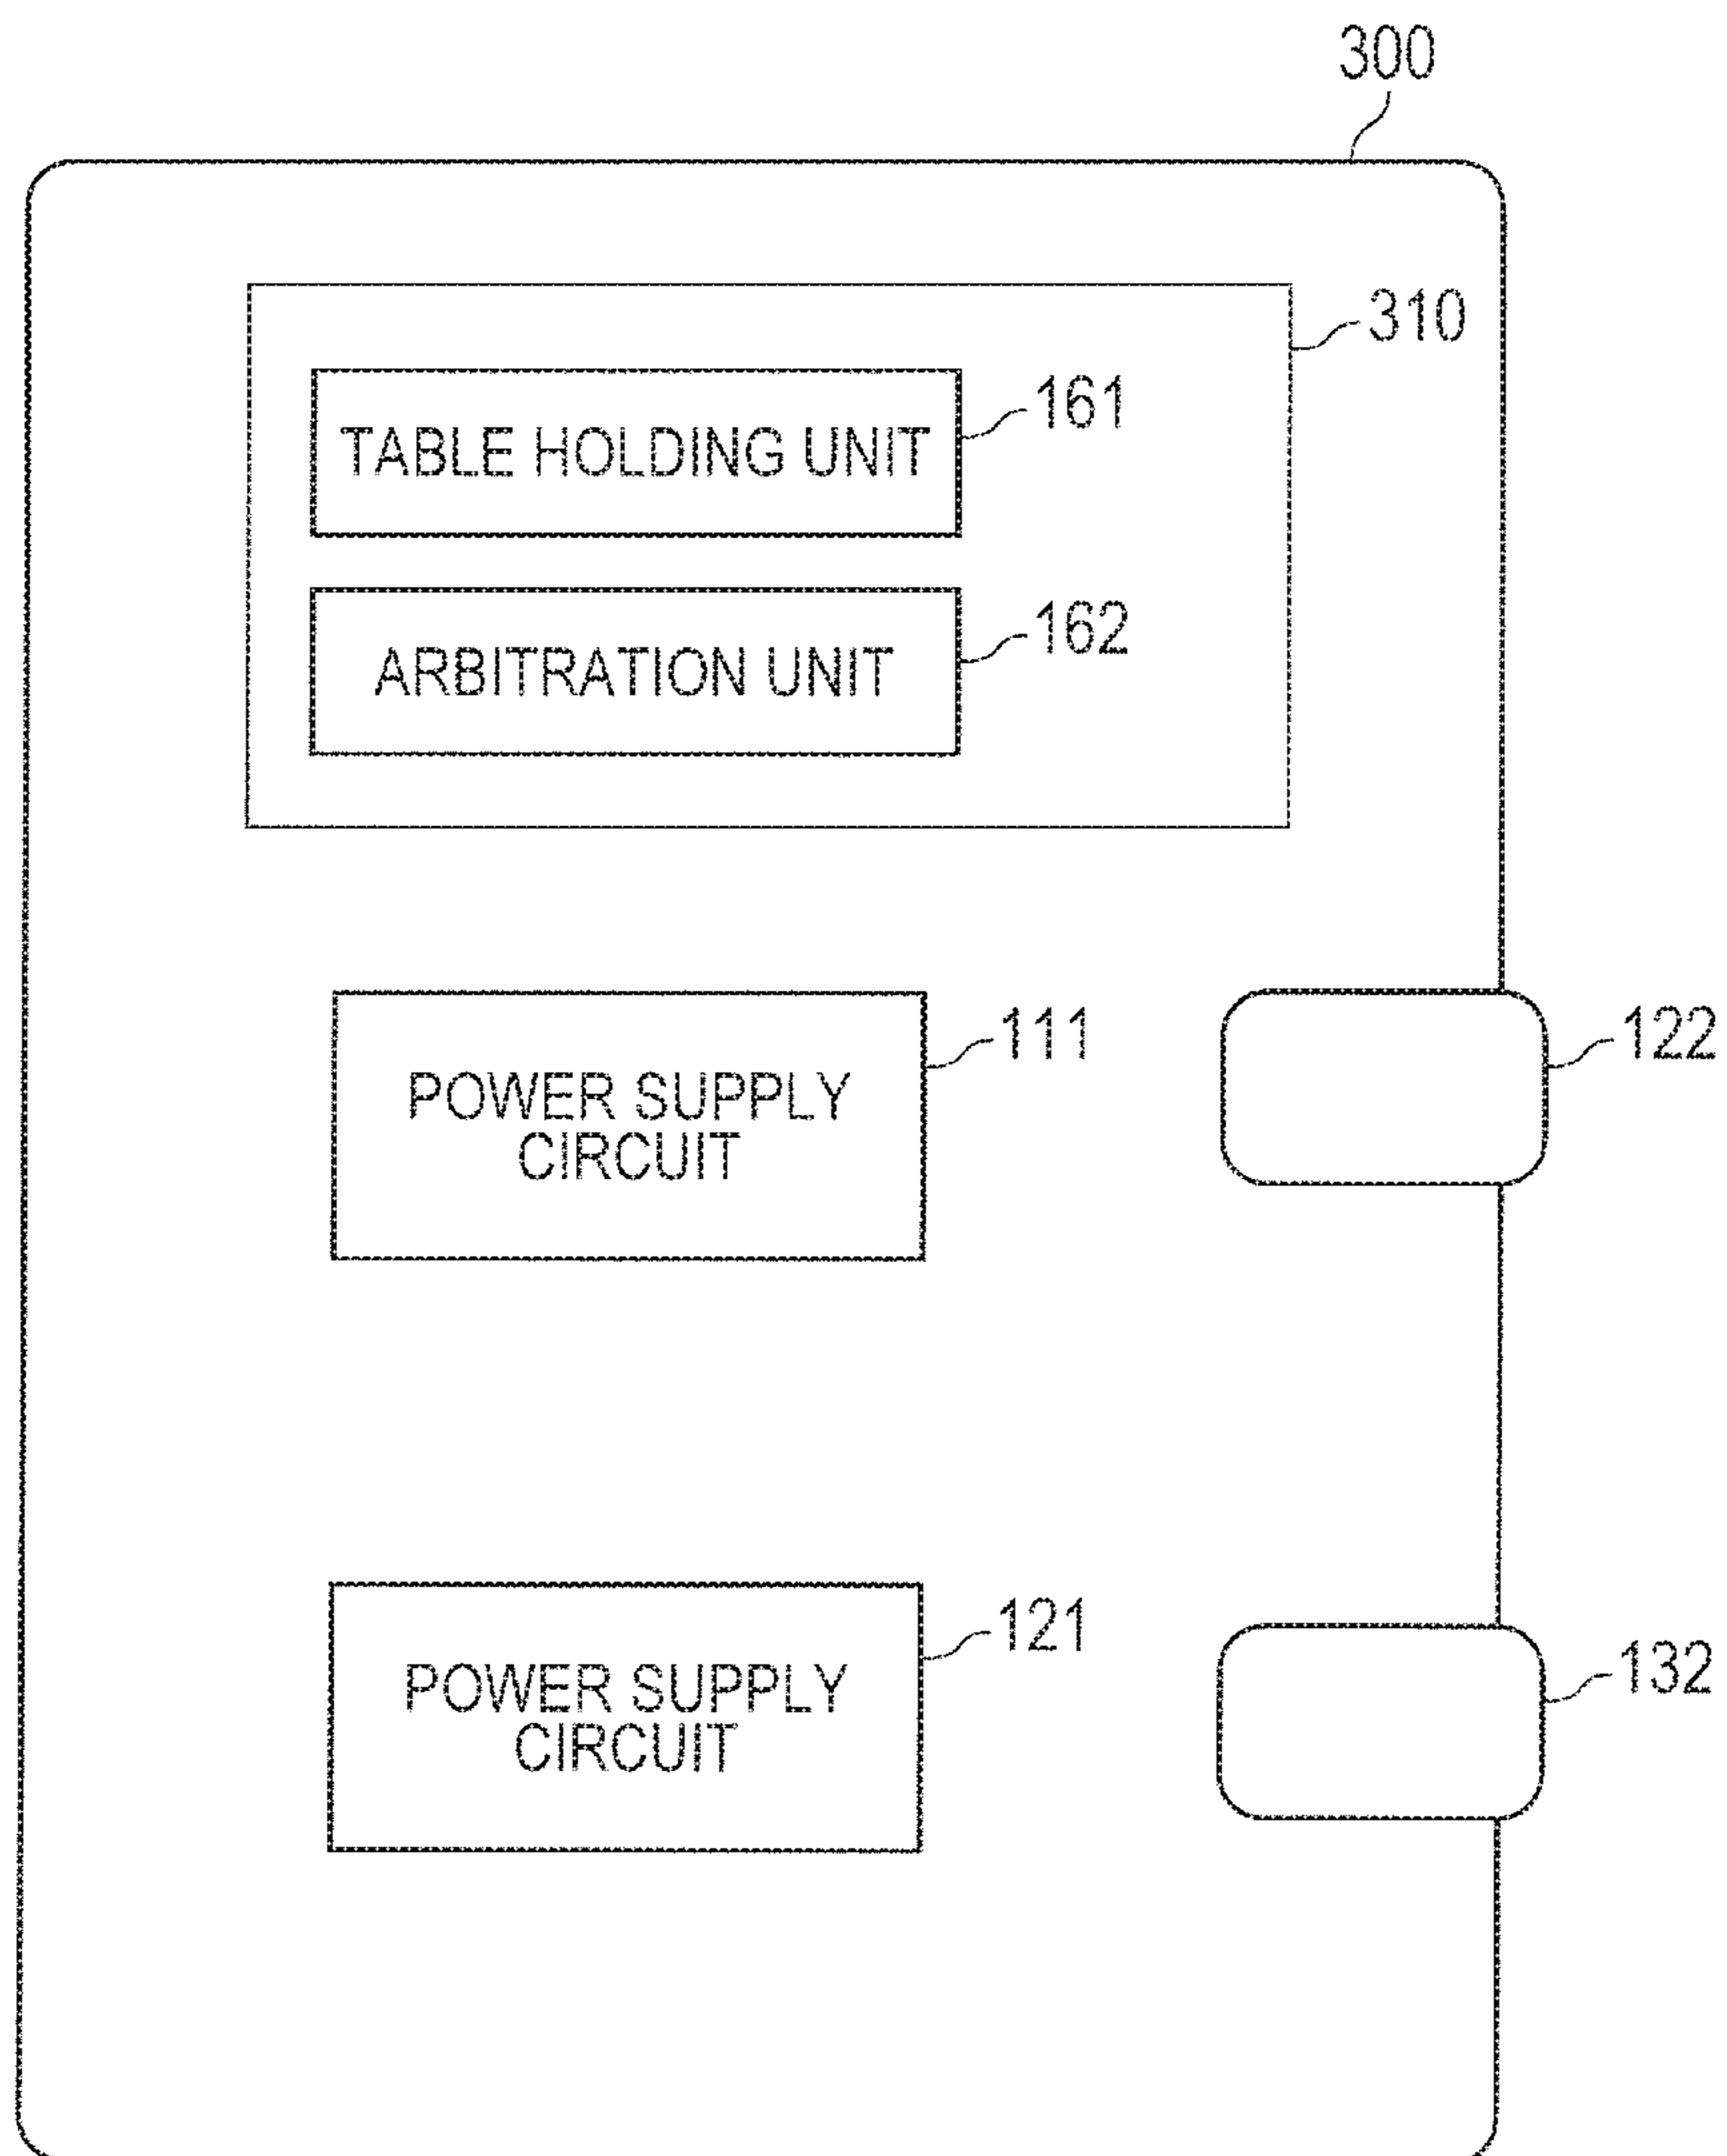 300
310
TABLE HOLDING UNIT
161
ARBITRATION UNIT
162
POWER SUPPLY
CIRCUIT
111
122
POWER SUPPLY
CIRCUIT
121
132